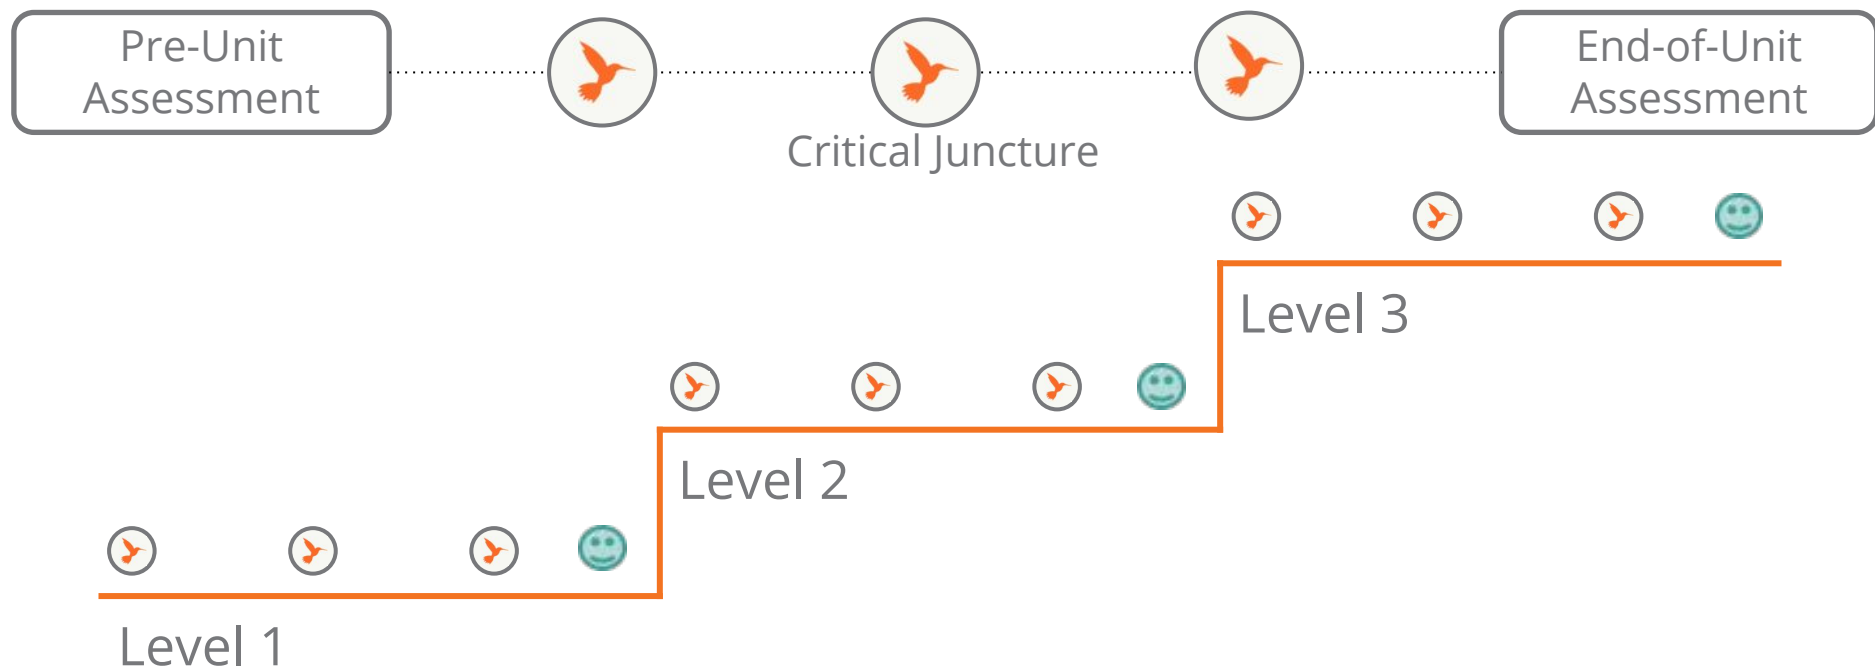 Pre-Unit
Assessment
End-of-Unit
Assessment
Critical Juncture
Level 3
Level 2
Level 1